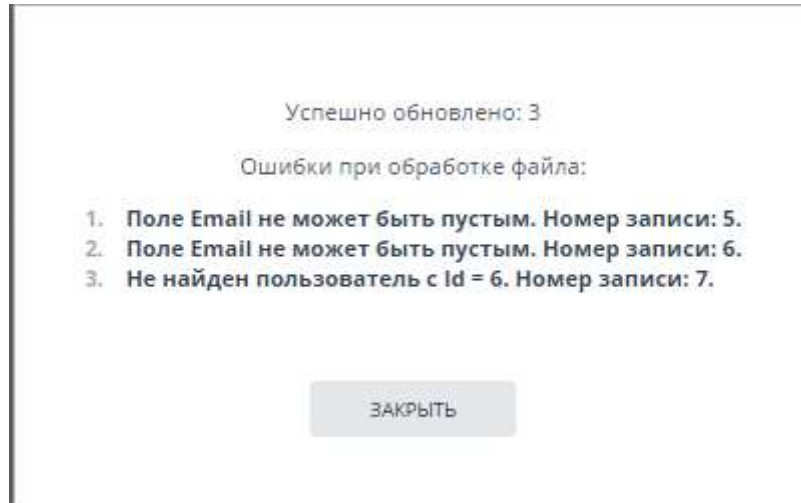 Успешно обновлено: 3
Ошибки при обработке файла:
1. Поле Email не может быть пустым. Номер записи: 5.
2. Поле Email не может быть пустым. Номер записи: 6.
3. Не найден пользователь с Id = 6. Номер записи: 7.
ЗАКРЫТЬ